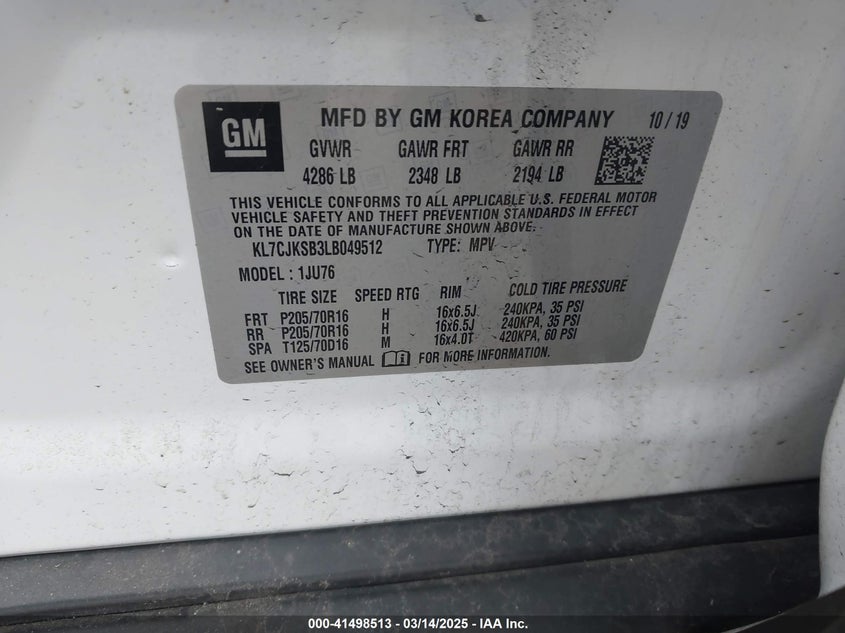 GM
MFD BY GM KOREA COMPANY 10 / 19
GVWR GAWR FRT GAWR RR
4286 LB 2348 LB 2194 LB
THIS VEHICLE CONFORMS TO ALL APPLICABLE U.S. FEDERAL MOTOR
VEHICLE SAFETY AND THEFT PREVENTION STANDARDS IN EFFECT
ON THE DATE OF MANUFACTURE SHOWN ABOVE.
KL7CJKSB3LB049512 TYPE: MPV
MODEL : 1JU76
TIRE SIZE SPEED RTG RIM COLD TIRE PRESSURE
FRT P205/70R16 H 16x6.5J 240KPA, 35 PSI
RR P205/70R16 H 16x6.5J 240KPA, 35 PSI
SPA T125/70D16 M 16x4.0T 420KPA, 60 PSI
SEE OWNER'S MANUAL FOR MORE INFORMATION.
000-41498513 - 03/14/2025 - IAA Inc.